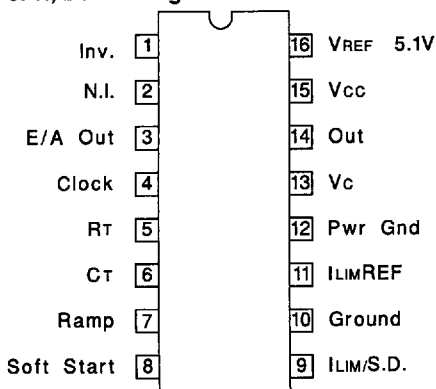 Inv. 1
N.I. 2
E/A Out 3
Clock 4
RT 5
CT 6
Ramp 7
Soft Start 8
16 VREF 5.1V
15 Vcc
14 Out
13 Vc
12 Pwr Gnd
11 ILIMREF
10 Ground
9 ILIM/S.D.